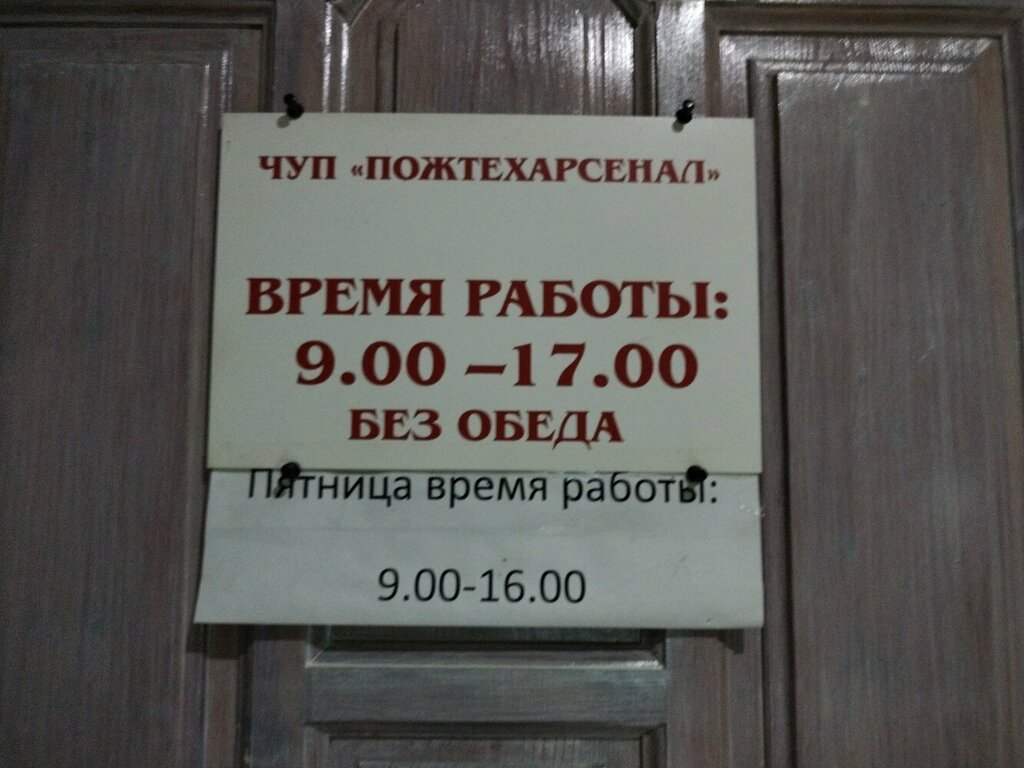 ЧУП «ПОЖТЕХАРСЕНАЛ»
ВРЕМЯ РАБОТЫ:
9.00 –17.00
БЕЗ ОБЕДА
Пятница время работы:
9.00-16.00